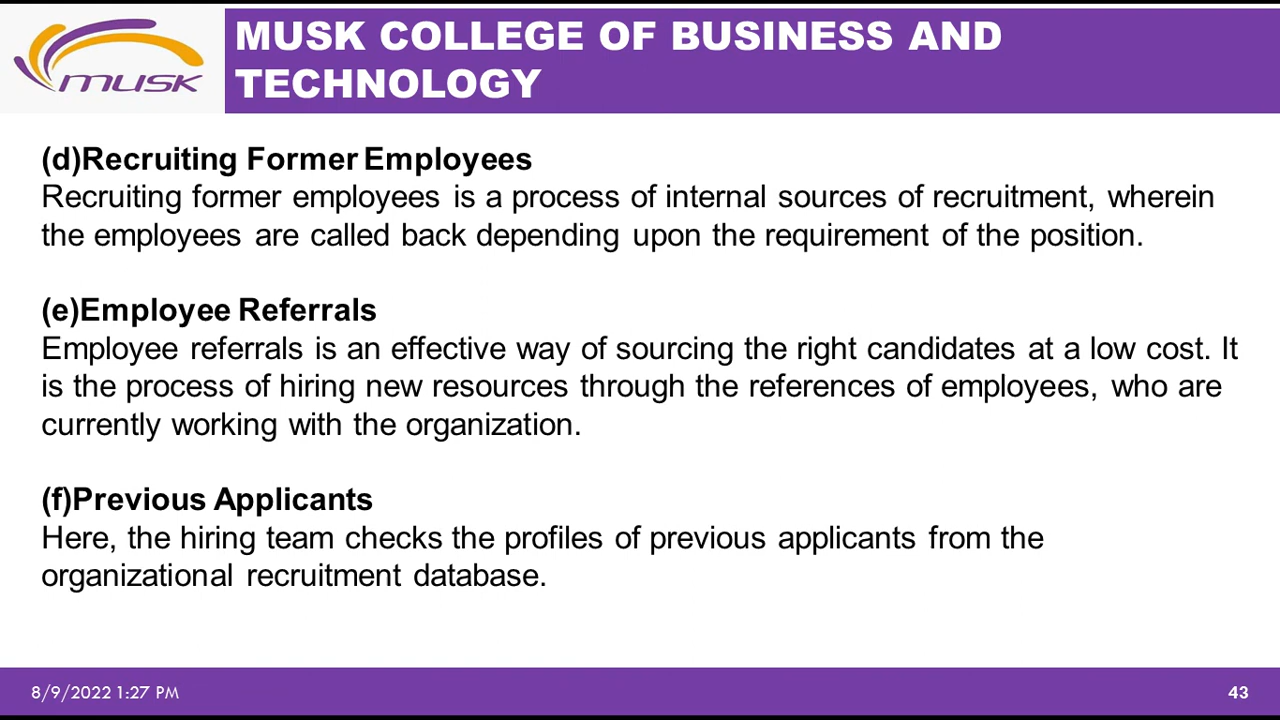 musk
MUSK COLLEGE OF BUSINESS AND
TECHNOLOGY
(d)Recruiting Former Employees
Recruiting former employees is a process of internal sources of recruitment, wherein
the employees are called back depending upon the requirement of the position.
(e)Employee Referrals
Employee referrals is an effective way of sourcing the right candidates at a low cost. It
is the process of hiring new resources through the references of employees, who are
currently working with the organization.
(f)Previous Applicants
Here, the hiring team checks the profiles of previous applicants from the
organizational recruitment database.
8/9/2022 1:27 PM
43